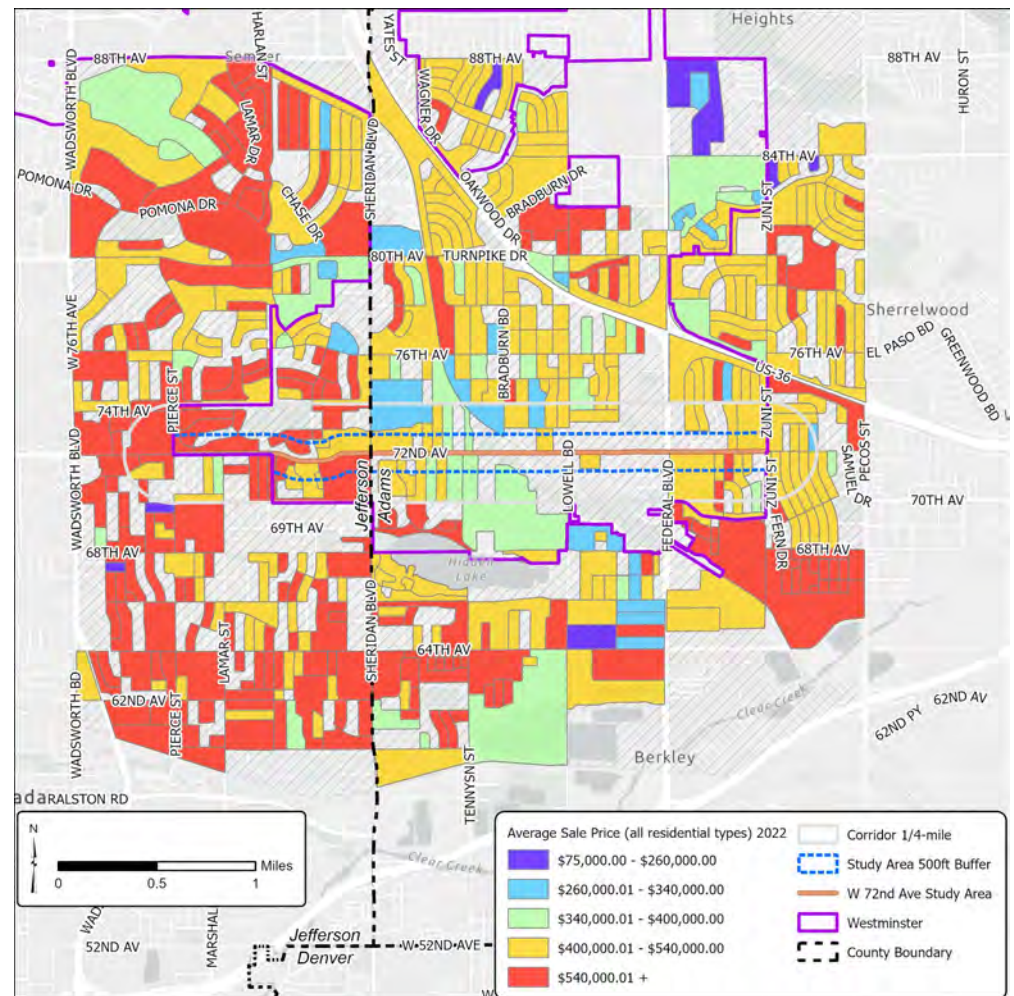 Heights
Semper
88TH AV
HARLAN ST
YATES ST
WAGNER DR
88TH AV
88TH AV
HURON ST
WADSWORTH BLVD
LAMAR DR
SHERIDAN BLVD
OAKWOOD DR
BRADBURN DR
84TH AV
ZUNI ST
POMONA DR
POMONA DR
CHASE DR
80TH AV
TURNPIKE DR
W 76TH AVE
Sherrelwood
76TH AV
BRADBURN BD
US-36
76TH AV
EL PASO BD
GREENWOOD BD
PIERCE ST
74TH AV
ZUNI ST
WADSWORTH BLVD
72ND AV
LOWELL BD
FEDERAL BLVD
ZUNI ST
SAMUEL DR
PECOS ST
70TH AV
Jefferson
Adams
69TH AV
68TH AV
Hidden
Lake
FERN DR
68TH AV
SHERIDAN BLVD
LAMAR ST
64TH AV
WADSWORTH BD
62ND AV
PIERCE ST
Clear Creek
62ND PY
62ND AV
TENNYSN ST
Berkley
ada
RALSTON RD
N
Miles
0 0.5 1
Clear Creek
MARSHAL
52ND AV
Jefferson
Denver
W 52ND AVE
Average Sale Price (all residential types) 2022
$75,000.00 - $260,000.00
$260,000.01 - $340,000.00
$340,000.01 - $400,000.00
$400,000.01 - $540,000.00
$540,000.01 +
Corridor 1/4-mile
Study Area 500ft Buffer
W 72nd Ave Study Area
Westminster
County Boundary